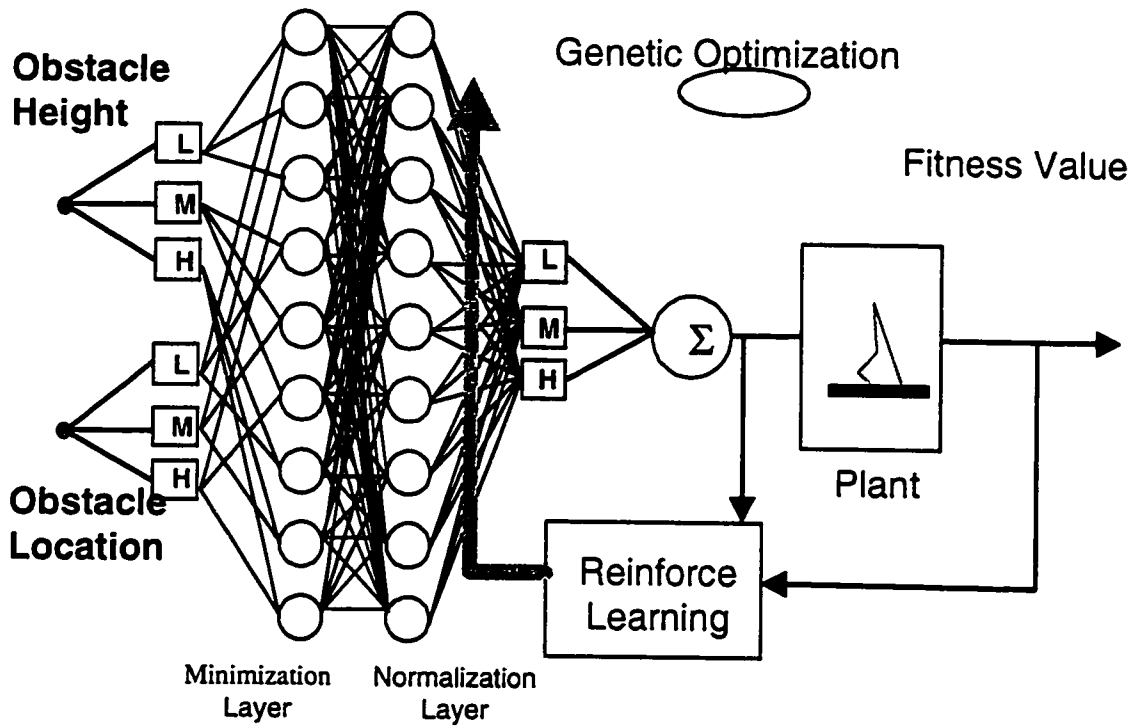 Genetic Optimization
Obstacle
Height
Fitness Value
L
M
H
L
M
H
Σ
L
M
H
Obstacle
Location
Plant
Reinforce
Learning
Minimization
Layer
Normalization
Layer